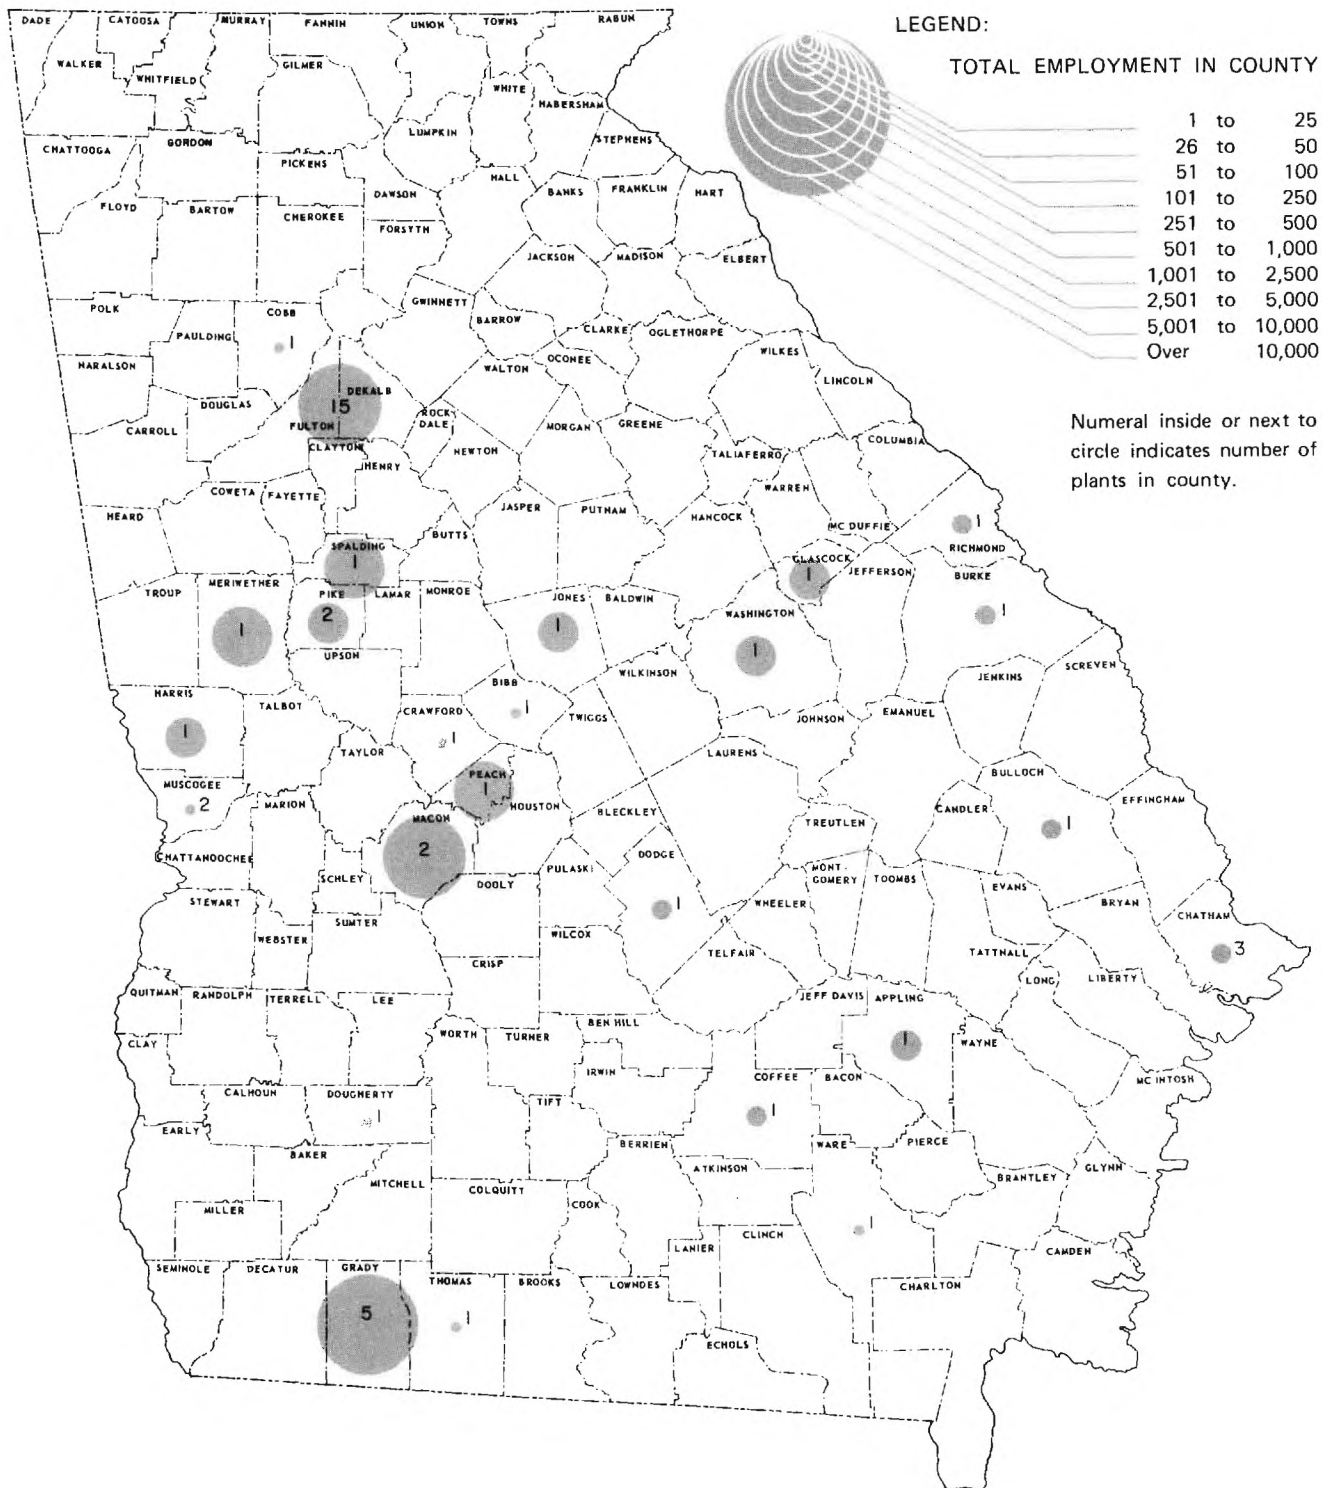 LEGEND:
TOTAL EMPLOYMENT IN COUNTY
1 to 25
26 to 50
51 to 100
101 to 250
251 to 500
501 to 1,000
1,001 to 2,500
2,501 to 5,000
5,001 to 10,000
Over 10,000
Numeral inside or next to
circle indicates number of
plants in county.
DADE
CATOOSA
MURRAY
FANNIN
UNION
TOWNS
RABUN
WALKER
WHITFIELD
GILMER
WHITE
HABERSHAM
LUMPKIN
STEPHENS
CHATTOOGA
GORDON
PICKENS
DAWSON
HALL
BANKS
FRANKLIN
HART
FLOYD
BARTOW
CHEROKEE
FORSYTH
JACKSON
MADISON
ELBERT
POLK
PAULDING
COBB
1
GWINNETT
BARROW
CLARKE
OGLETHORPE
HARALSON
DOUGLAS
DEKALB
15
FULTON
WALTON
OCONEE
WILKES
LINCOLN
CARROLL
CLAYTON
ROCK
DALE
HENRY
NEWTON
MORGAN
GREENE
TALIAFERRO
COLUMBIA
HEARD
COWETA
FAYETTE
BUTTS
JASPER
PUTNAM
HANCOCK
WARREN
MC DUFFIE
RICHMOND
1
SPALDING
1
GLASCOCK
1
JEFFERSON
BURKE
1
TROUP
MERIWETHER
1
PIKE
2
LAMAR
MONROE
JONES
1
BALDWIN
WASHINGTON
1
UPSON
HARRIS
1
TALBOT
CRAWFORD
1
BIBB
1
TWIGGS
WILKINSON
JOHNSON
EMANUEL
JENKINS
SCREVEN
MUSCOGEE
2
MARION
TAYLOR
PEACH
1
HOUSTON
LAURENS
BULLOCH
1
EFFINGHAM
MACON
2
BLECKLEY
TREUTLEN
CANDLER
CHATTAHOOCHEE
SCHLEY
DOOLY
PULASKI
DODGE
1
MONT-
GOMERY
TOOMBS
EVANS
BRYAN
CHATHAM
3
STEWART
WEBSTER
SUMTER
WILCOX
WHEELER
TELFAIR
TATTNALL
CRISP
LONG
LIBERTY
QUITMAN
RANDOLPH
TERRELL
LEE
JEFF DAVIS
APPLING
1
WAYNE
CLAY
WORTH
TURNER
BEN HILL
IRWIN
COFFEE
1
BACON
MC INTOSH
CALHOUN
DOUGHERTY
1
TIFT
EARLY
BAKER
BERRIEN
WARE
1
PIERCE
ATKINSON
BRANTLEY
GLYNN
MITCHELL
COLQUITT
COOK
MILLER
LANIER
CLINCH
CAMDEN
SEMINOLE
DECATUR
GRADY
5
THOMAS
1
BROOKS
LOWNDES
CHARLTON
ECHOLS